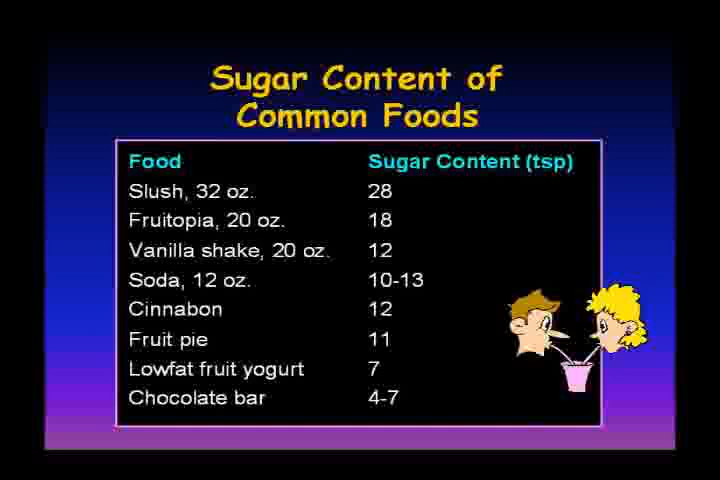 Sugar Content of
Common Foods
Food Sugar Content (tsp)
Slush, 32 oz. 28
Fruitopia, 20 oz. 18
Vanilla shake, 20 oz. 12
Soda, 12 oz. 10-13
Cinnabon 12
Fruit pie 11
Lowfat fruit yogurt 7
Chocolate bar 4-7